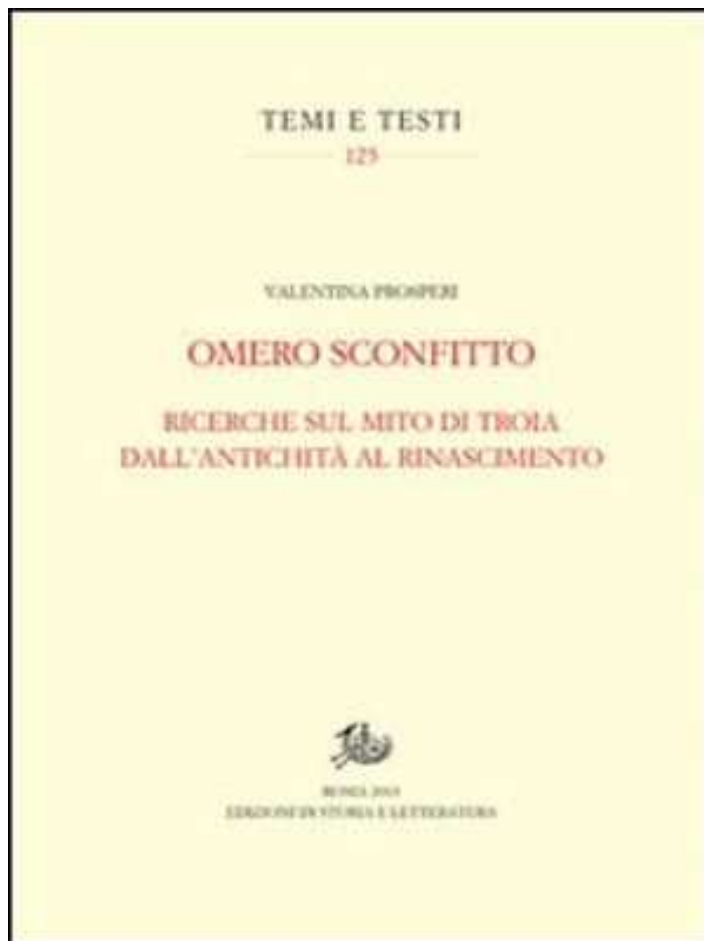 TEMI E TESTI
125
VALENTINA PROSPERI
OMERO SCONFITTO
RICERCHE SUL MITO DI TROIA
DALL'ANTICHITÀ AL RINASCIMENTO
ROMA
EDIZIONI DI STORIA E LETTERATURA